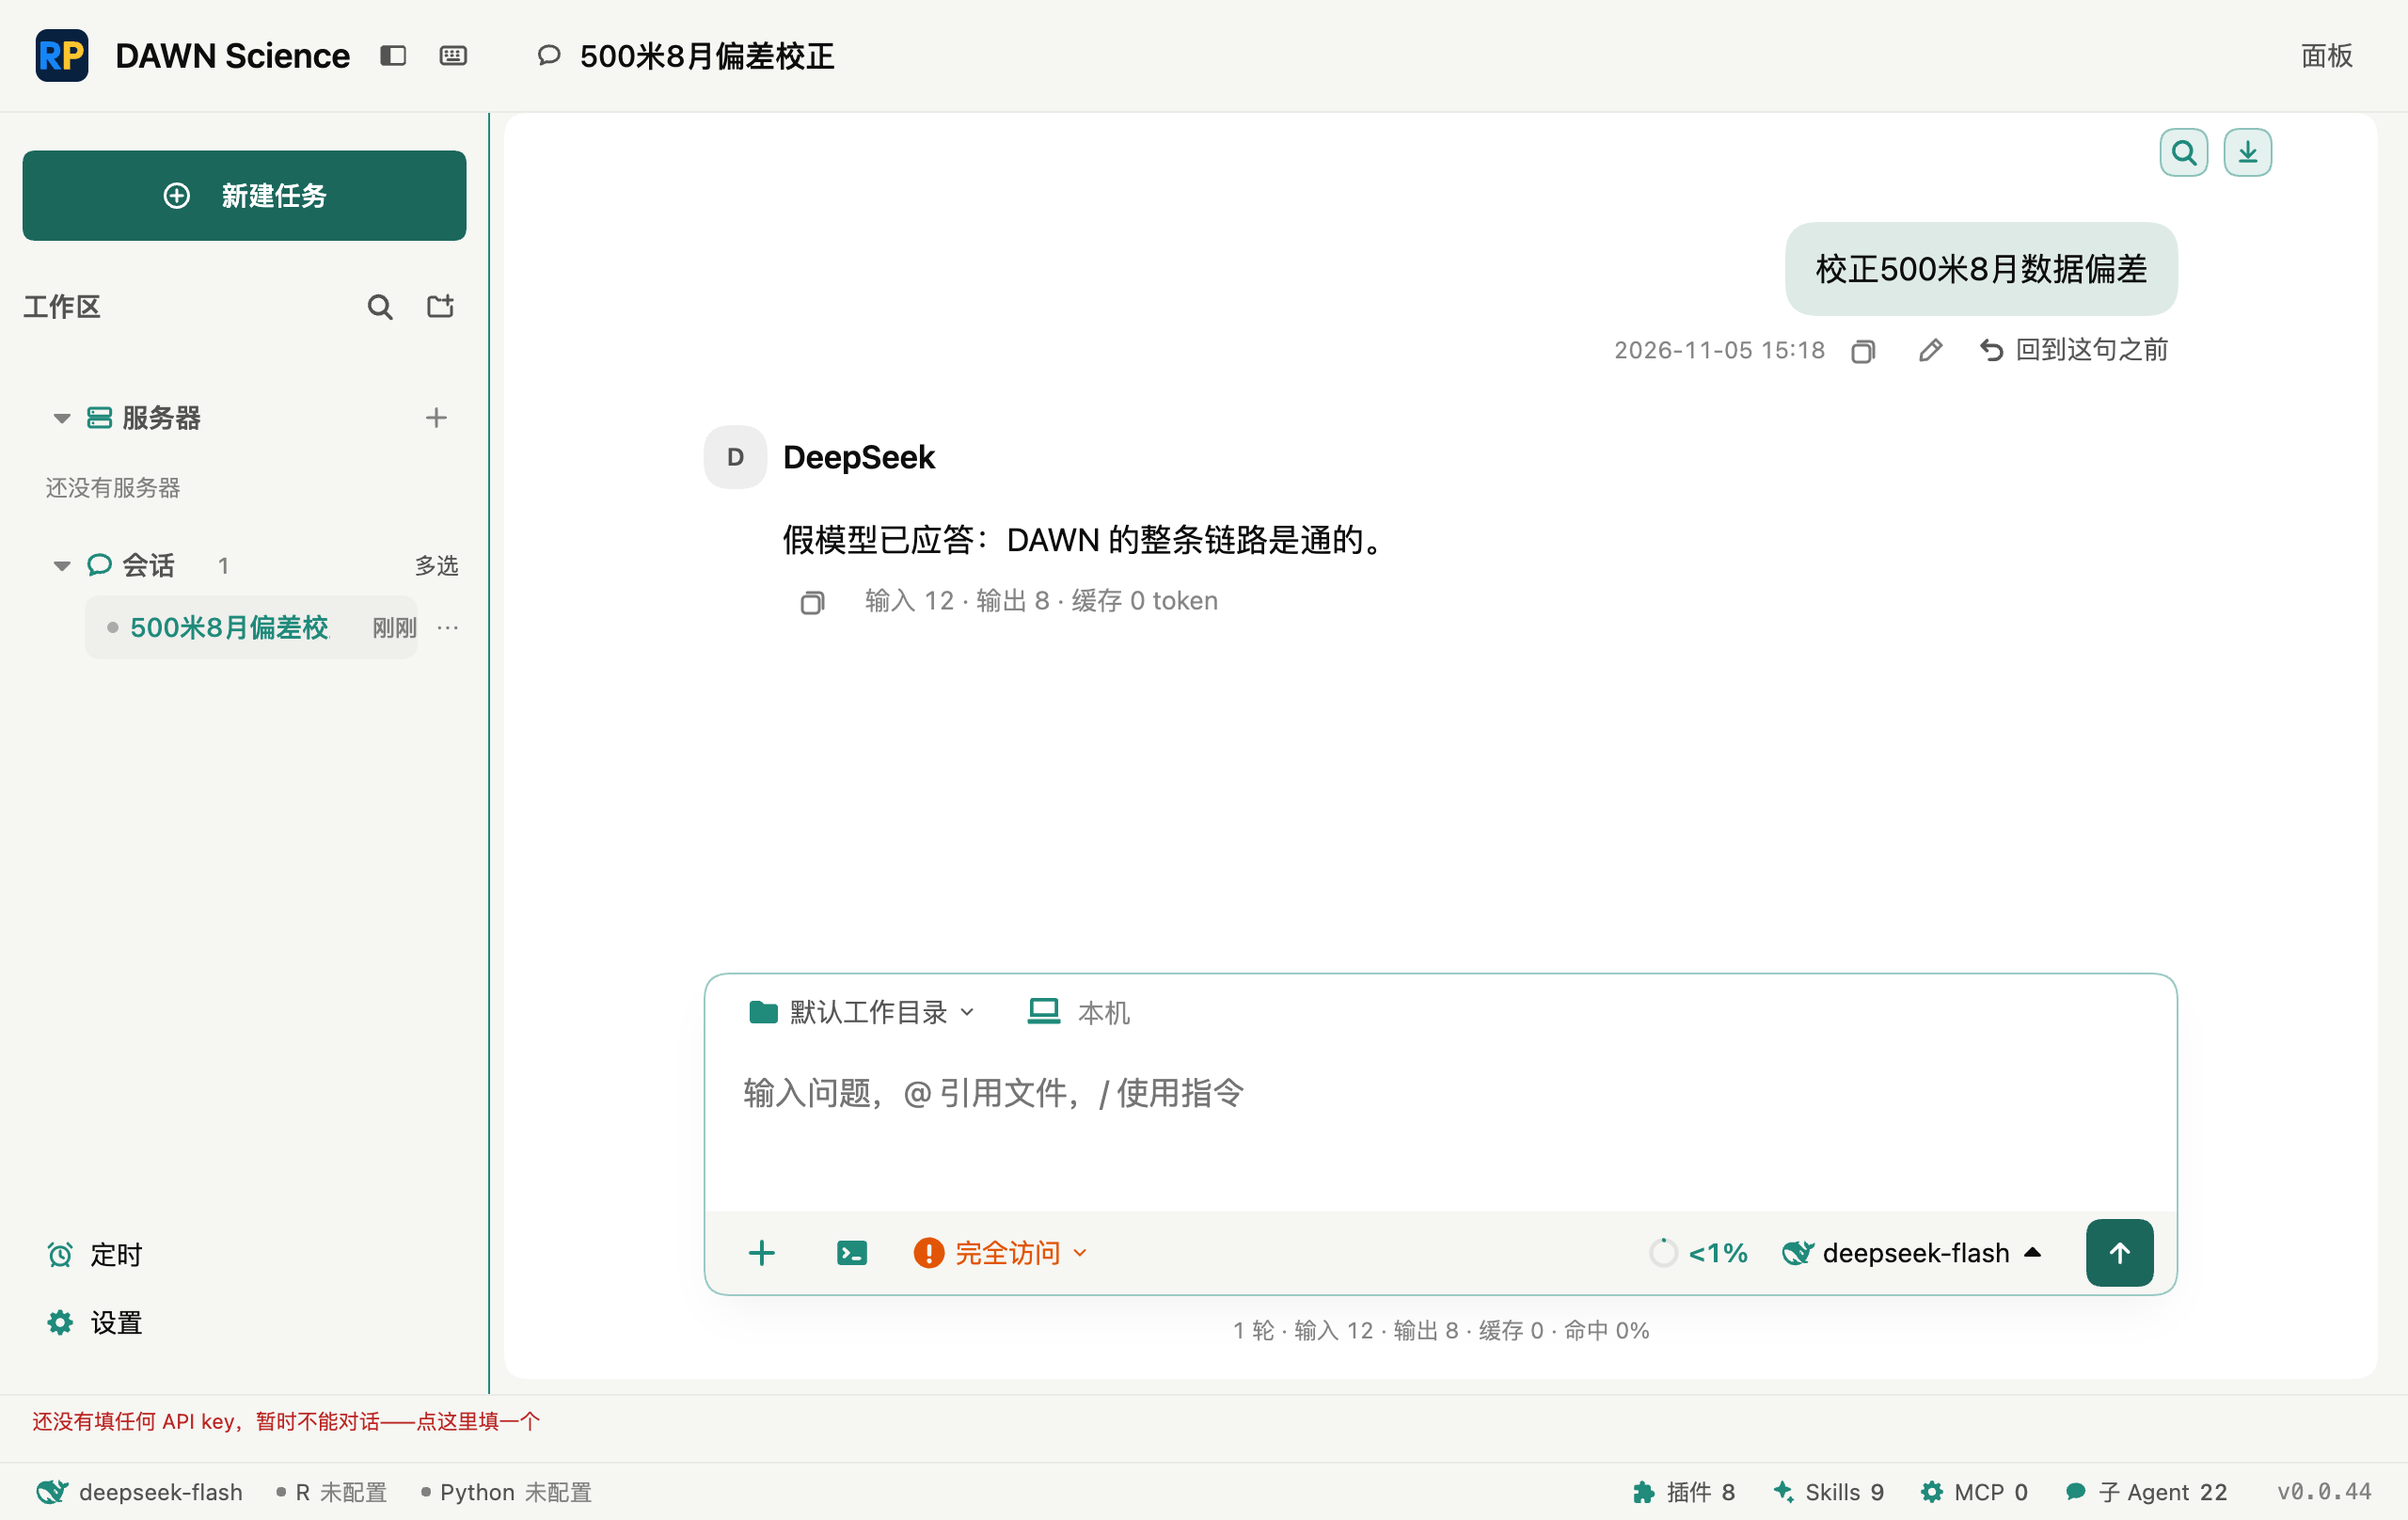 RP DAWN Science 500米8月偏差校正 面板
新建任务
工作区
服务器
还没有服务器
会话 1 多选
500米8月偏差校 刚刚 ···
定时
设置
校正500米8月数据偏差
2026-11-05 15:18 回到这句之前
D DeepSeek
假模型已应答：DAWN 的整条链路是通的。
输入 12 · 输出 8 · 缓存 0 token
默认工作目录 本机
输入问题，@ 引用文件，/ 使用指令
完全访问 <1% deepseek-flash
1 轮 · 输入 12 · 输出 8 · 缓存 0 · 命中 0%
还没有填任何 API key，暂时不能对话——点这里填一个
deepseek-flash R 未配置 Python 未配置 插件 8 Skills 9 MCP 0 子 Agent 22 v0.0.44